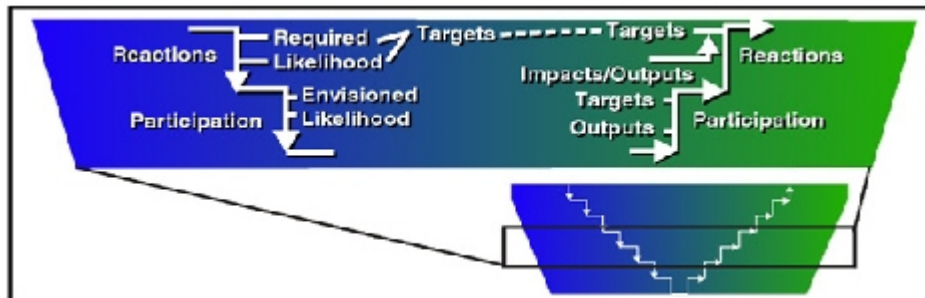 Required
Targets
Targets
Reactions
Likelihood
Reactions
Impacts/Outputs
Envisioned
Targets
Participation
Likelihood
Outputs
Participation